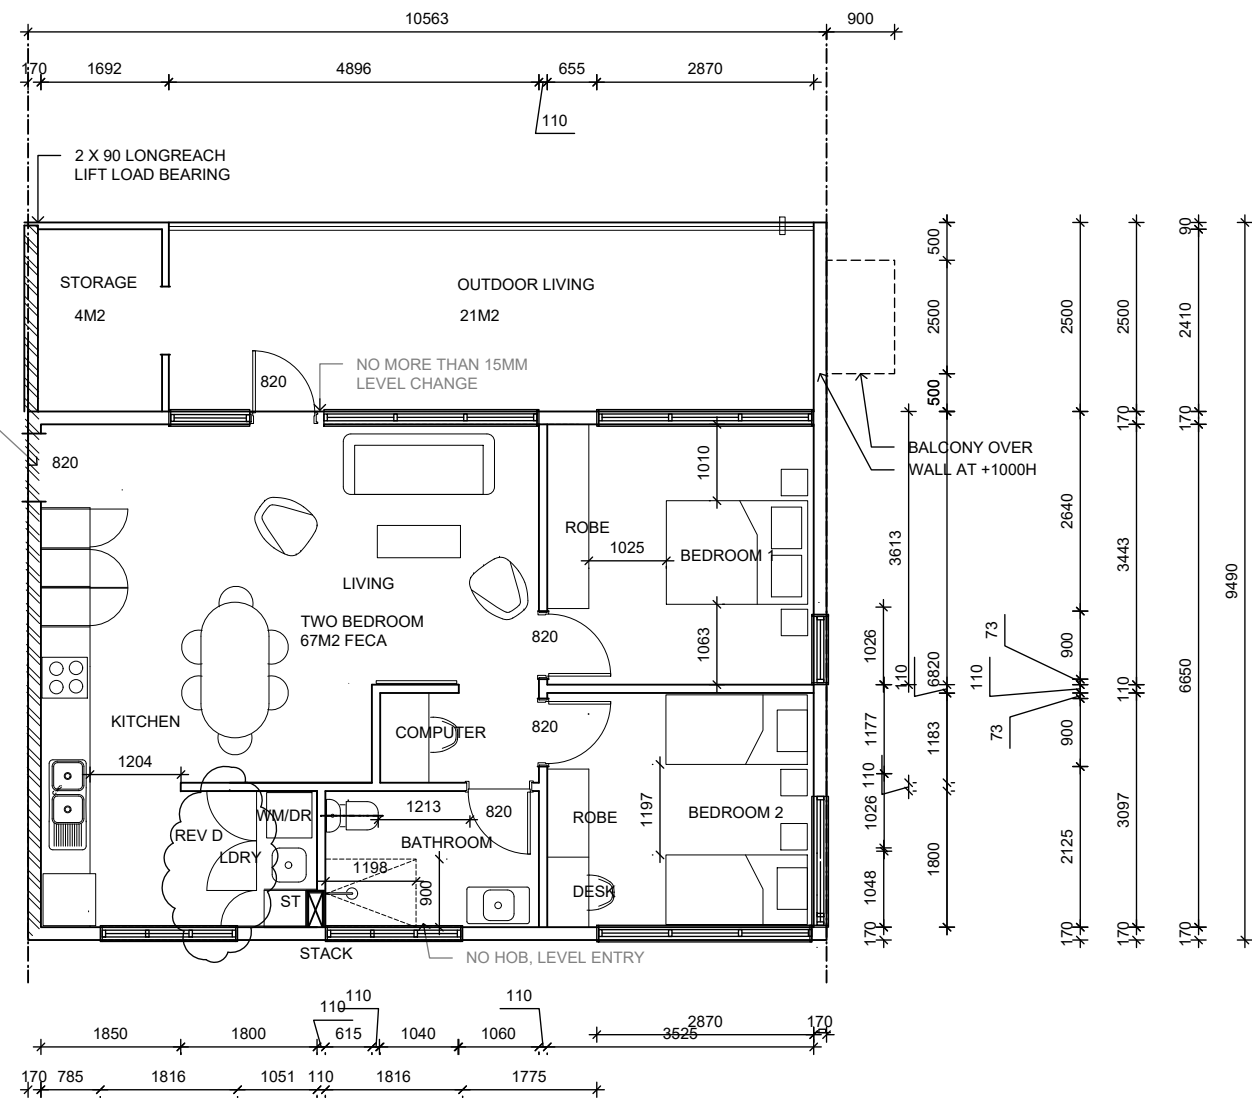 10563
900
170
1692
4896
655
2870
110
2 X 90 LONGREACH
LIFT LOAD BEARING
STORAGE
4M2
OUTDOOR LIVING
21M2
820
NO MORE THAN 15MM
LEVEL CHANGE
820
ROBE
1025
1010
BEDROOM 1
1063
LIVING
TWO BEDROOM
67M2 FECA
820
KITCHEN
1204
COMPUTER
820
REV D
WM/DR
LDRY
ST
1213
820
BATHROOM
1198
900
ROBE
1197
BEDROOM 2
DESK
STACK
NO HOB, LEVEL ENTRY
BALCONY OVER
WALL AT +1000H
3613
1026
110
1177
110
1026
1048
170
500
2500
500
6820
1183
1800
73
110
73
2500
2640
900
900
2125
170
2500
170
3443
110
3097
170
90
2410
170
6650
170
9490
110
110
110
1850
1800
615
1040
1060
2870
3525
170
170
785
1816
1051
110
1816
1775